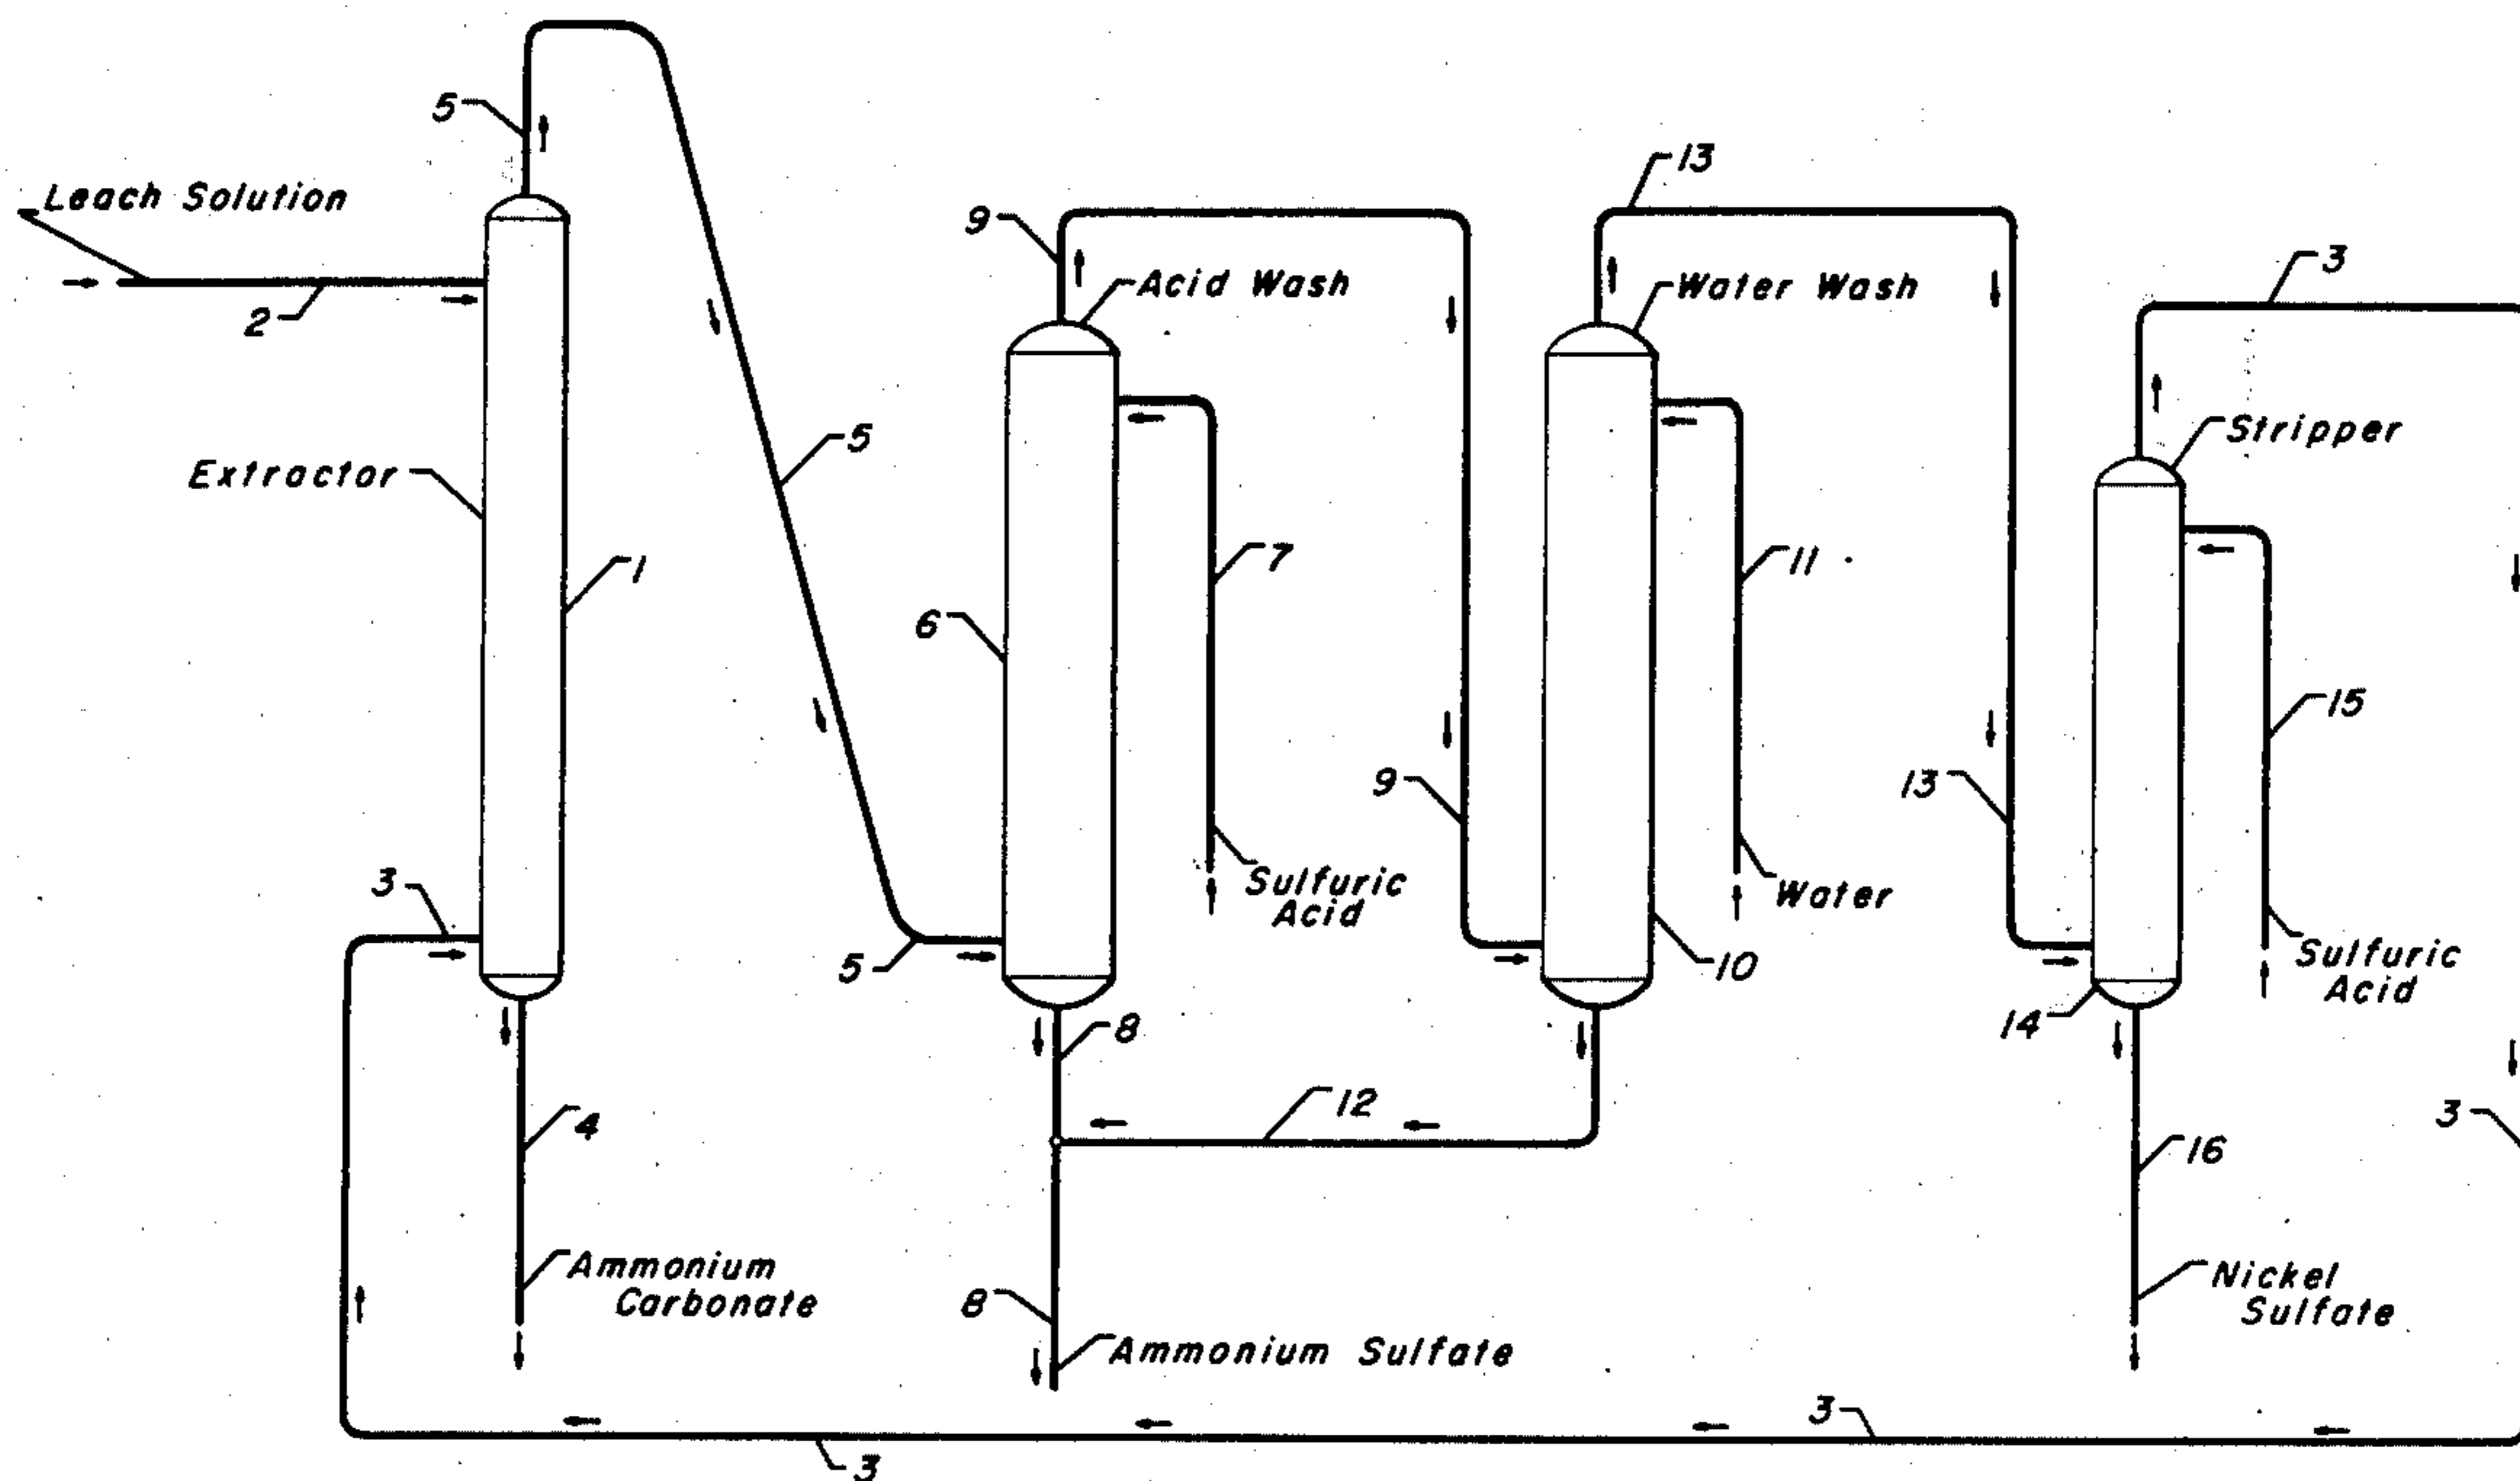 5
13
Leach Solution
9
3
Acid Wash
Water Wash
2
Stripper
5
Extractor
7
11
1
6
15
9
13
3
Sulfuric
Acid
Water
5
10
Sulfuric
Acid
14
8
12
3
4
16
Ammonium
Carbonate
Nickel
Sulfate
8
Ammonium Sulfate
3
3